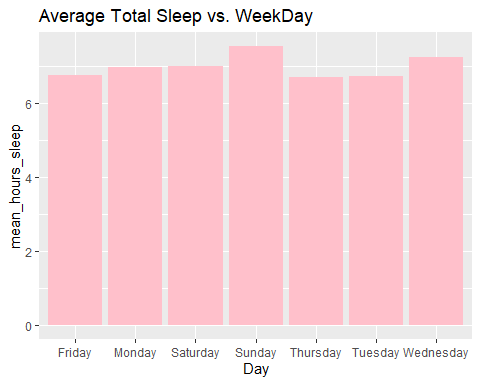 Average Total Sleep vs. WeekDay
mean_hours_sleep
6
4
2
0
Friday Monday Saturday Sunday Thursday Tuesday Wednesday
Day